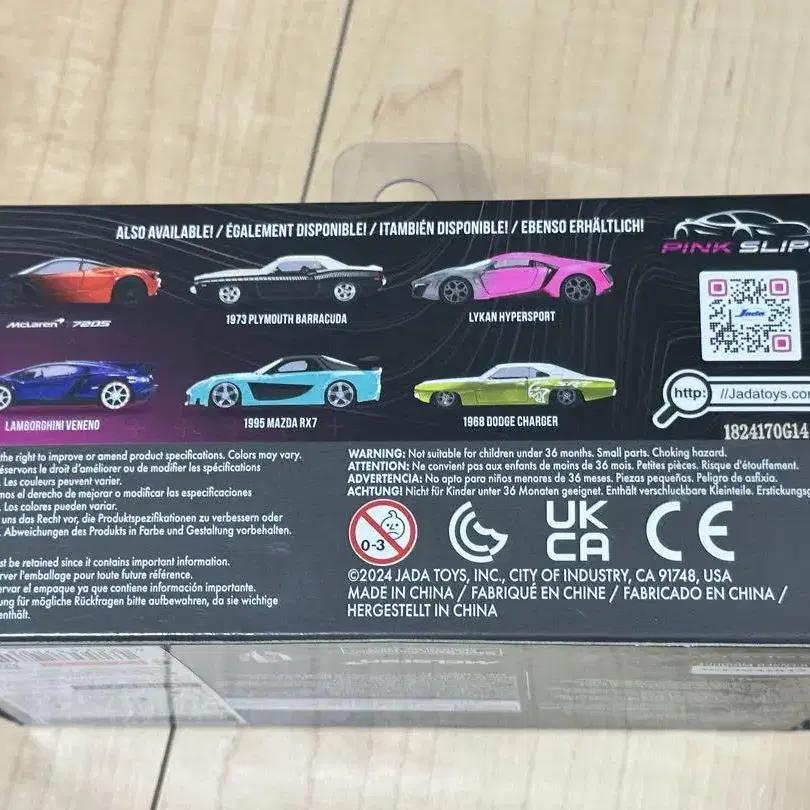 ALSO AVAILABLE! / ÉGALEMENT DISPONIBLE! / ITAMBIÉN DISPONIBLE! / EBENSO ERHÄLTLICH!
PINK SLIP
McLaren 720S
1973 PLYMOUTH BARRACUDA
LYKAN HYPERSPORT
Jada
LAMBORGHINI VENENO
1995 MAZDA RX7
1968 DODGE CHARGER
http: //Jadatoys.co
1824170G14
the right to improve or amend product specifications. Colors may vary.
servons le droit d'améliorer ou de modifier les spécifications
Les couleurs peuvent varier.
mos el derecho de mejorar o modificar las especificaciones
Los colores pueden variar.
uns das Recht vor, die Produktspezifikationen zu verbessern oder
Abweichungen des Produkts in Farbe und Gestaltung vorbehalten.
st be retained since it contains important information.
rver l'emballage pour toute future référence.
ervar el empaque ya que contiene información importante.
ng für mögliche Rückfragen bitte aufbewahren, da sie wichtige
enthält.
WARNING: Not suitable for children under 36 months. Small parts. Choking hazard.
ATTENTION: Ne convient pas aux enfants de moins de 36 mois. Petites pièces. Risque d'étouffement.
ADVERTENCIA: No apto para niños menores de 36 meses. Piezas pequeñas. Peligro de asfixia.
ACHTUNG! Nicht für Kinder unter 36 Monaten geeignet. Enthält verschluckbare Kleinteile. Erstickungsg
0-3
UK
CA
CE
©2024 JADA TOYS, INC., CITY OF INDUSTRY, CA 91748, USA
MADE IN CHINA / FABRIQUÉ EN CHINE / FABRICADO EN CHINA /
HERGESTELLT IN CHINA
McLaren